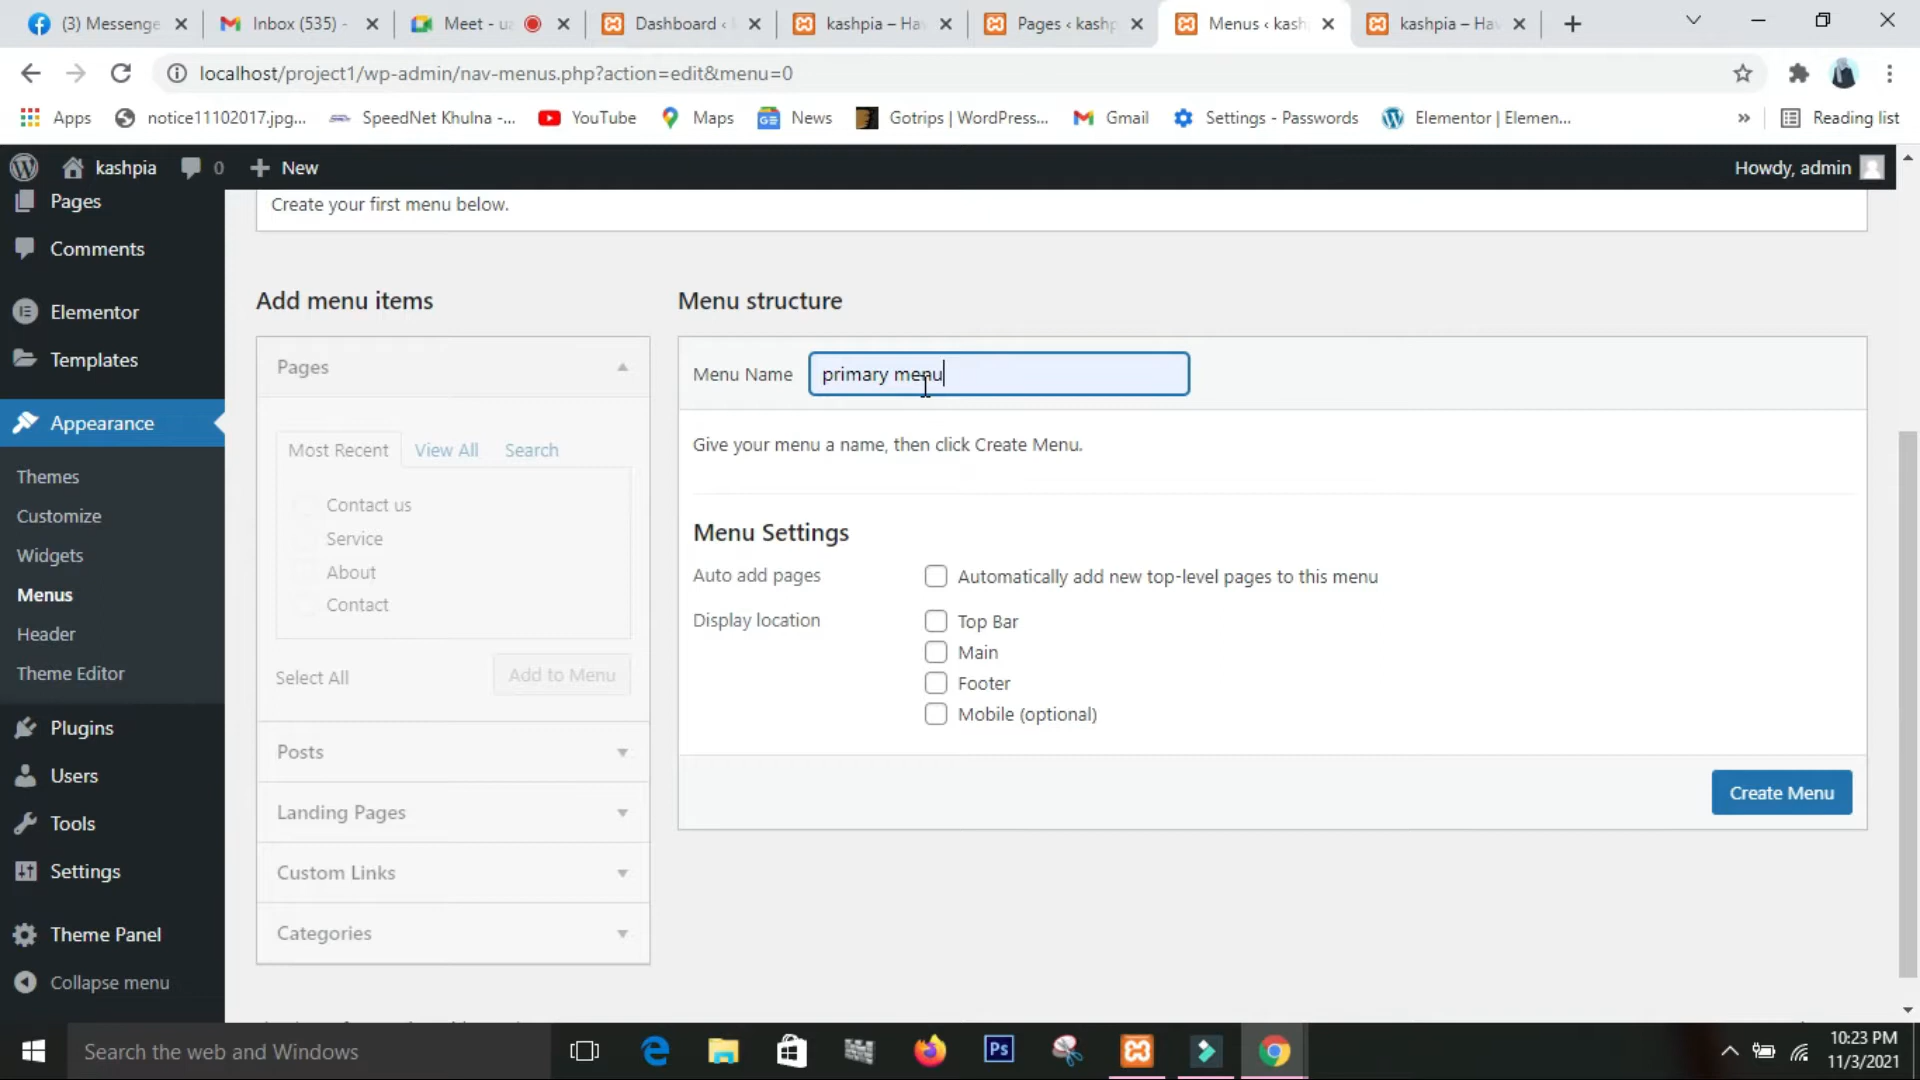 (3) Messenge
Inbox (535) -
Meet - ua
Dashboard ‹
kashpia – Hav
Pages ‹ kashp
Menus ‹ kash
kashpia – Hav
localhost/project1/wp-admin/nav-menus.php?action=edit&menu=0
Apps
notice11102017.jpg...
SpeedNet Khulna -...
YouTube
Maps
News
Gotrips | WordPress...
Gmail
Settings - Passwords
Elementor | Elemen...
»
Reading list
kashpia
0
New
Howdy, admin
Pages
Comments
Elementor
Templates
Appearance
Themes
Customize
Widgets
Menus
Header
Theme Editor
Plugins
Users
Tools
Settings
Theme Panel
Collapse menu
Create your first menu below.
Add menu items
Pages
Most Recent
View All
Search
Contact us
Service
About
Contact
Select All
Add to Menu
Posts
Landing Pages
Custom Links
Categories
Menu structure
Menu Name
primary menu
Give your menu a name, then click Create Menu.
Menu Settings
Auto add pages
Automatically add new top-level pages to this menu
Display location
Top Bar
Main
Footer
Mobile (optional)
Create Menu
Search the web and Windows
Ps
10:23 PM
11/3/2021